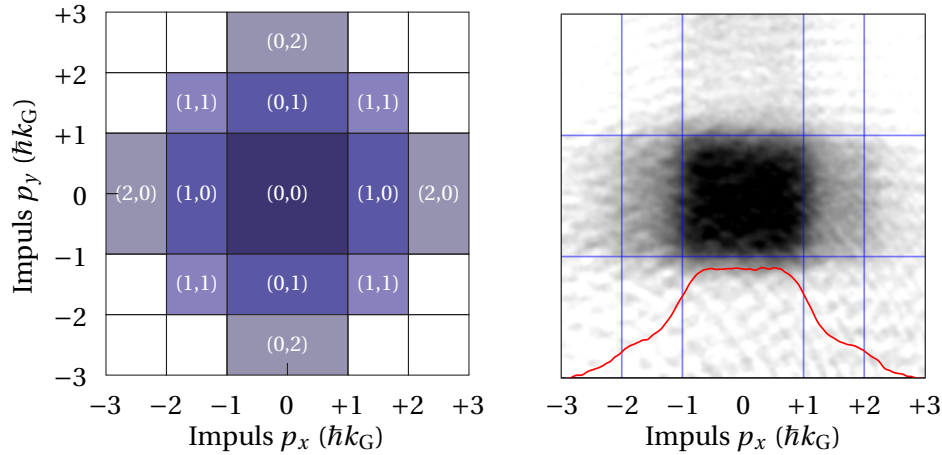 +3
(0,2)
+2
(1,1) (0,1) (1,1)
+1
0 (2,0) (1,0) (0,0) (1,0) (2,0)
−1
(1,1) (0,1) (1,1)
−2
(0,2)
−3
−3 −2 −1 0 +1 +2 +3
Impuls pₓ (ħk_G)
Impuls p_y (ħk_G)
−3 −2 −1 0 +1 +2 +3
Impuls pₓ (ħk_G)